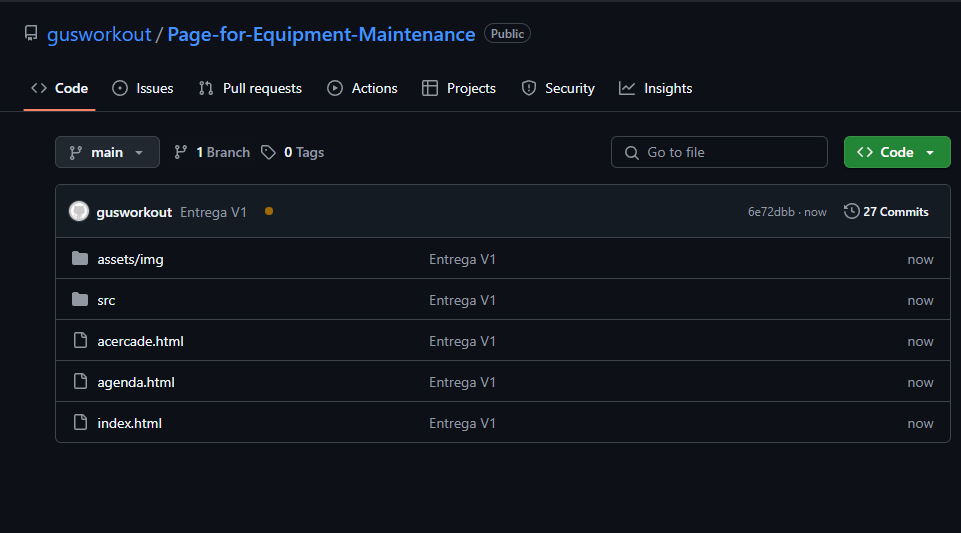 gusworkout / Page-for-Equipment-Maintenance Public
Code Issues Pull requests Actions Projects Security Insights
main 1 Branch 0 Tags Go to file Code
gusworkout Entrega V1 6e72dbb · now 27 Commits
assets/img Entrega V1 now
src Entrega V1 now
acercade.html Entrega V1 now
agenda.html Entrega V1 now
index.html Entrega V1 now